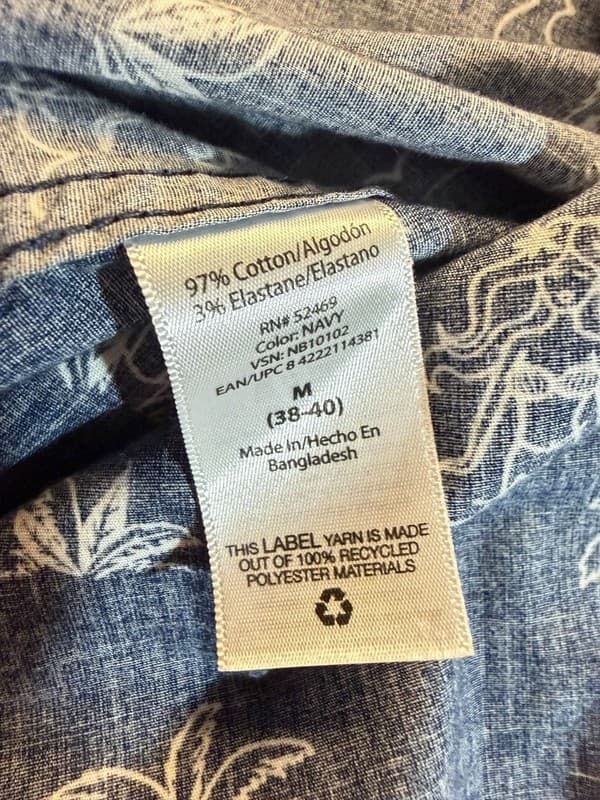 97% Cotton/Algodón
3% Elastane/Elastano
RN# 52469
Color: NAVY
VSN: NB10102
EAN/UPC 8 4222114381
M
(38-40)
Made In/Hecho En
Bangladesh
THIS LABEL YARN IS MADE
OUT OF 100% RECYCLED
POLYESTER MATERIALS